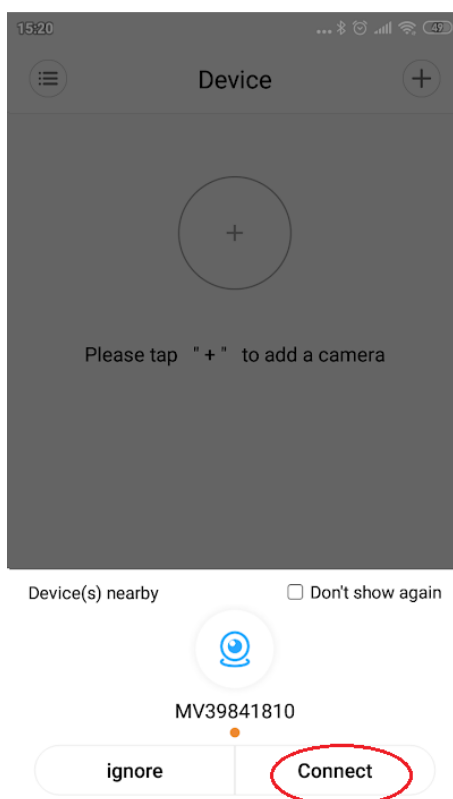 15:20
49
Device
Please tap "+" to add a camera
Device(s) nearby
Don't show again
MV39841810
ignore
Connect